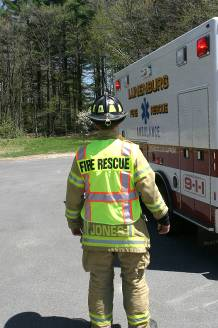 LUNENBURG
FIRE RESCUE
AMBULANCE
9-1-1
FIRE RESCUE
JONES